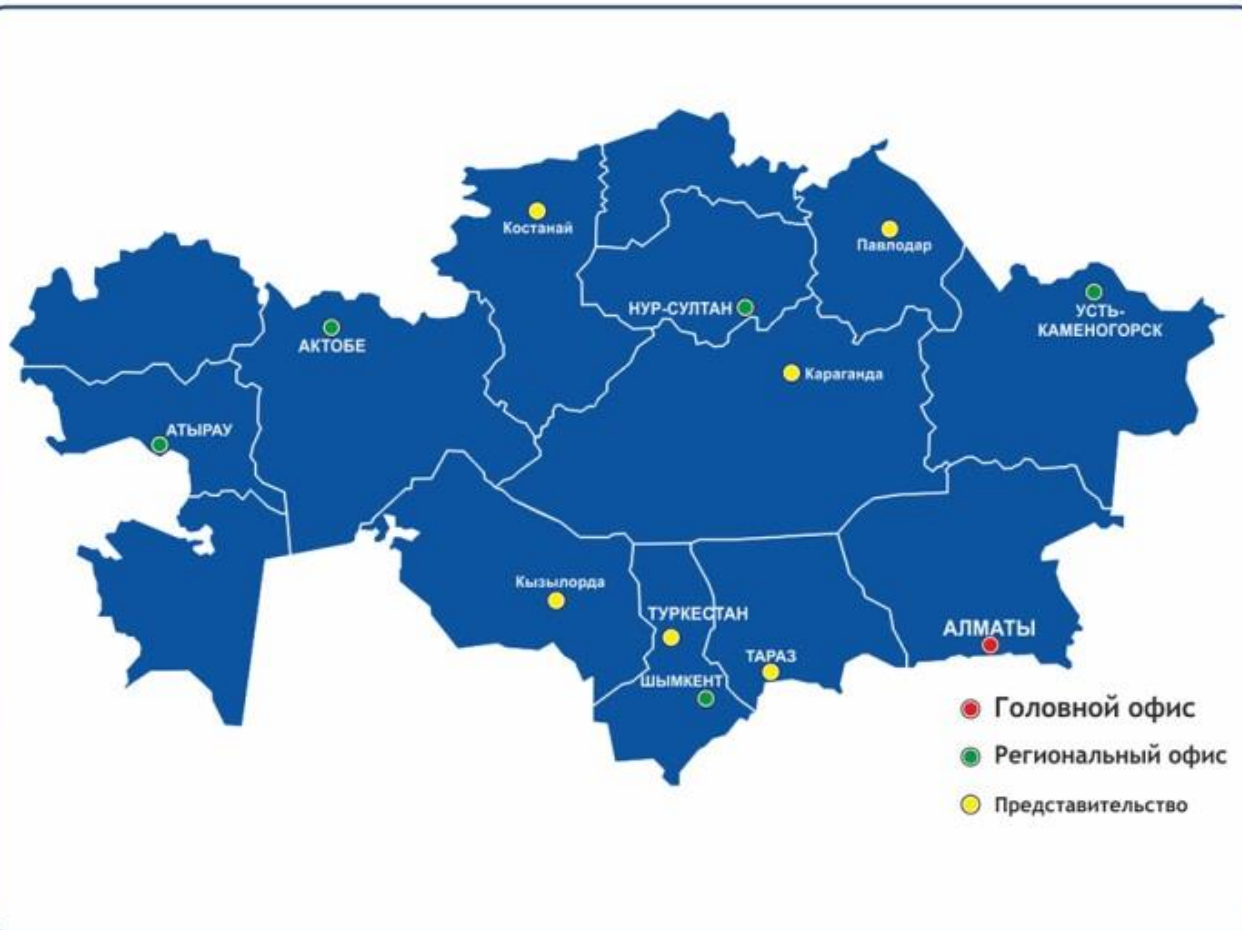 Костанай
Павлодар
НУР-СУЛТАН
УСТЬ-
КАМЕНОГОРСК
АКТОБЕ
Караганда
АТЫРАУ
Кызылорда
ТУРКЕСТАН
АЛМАТЫ
ТАРАЗ
ШЫМКЕНТ
Головной офис
Региональный офис
Представительство